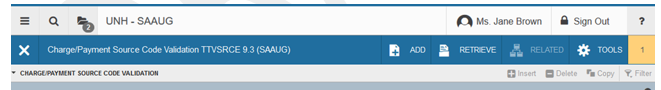 2 UNH - SAAUG Ms. Jane Brown Sign Out ?
Charge/Payment Source Code Validation TTVSRCE 9.3 (SAAUG) ADD RETRIEVE RELATED TOOLS 1
CHARGE/PAYMENT SOURCE CODE VALIDATION Insert Delete Copy Filter